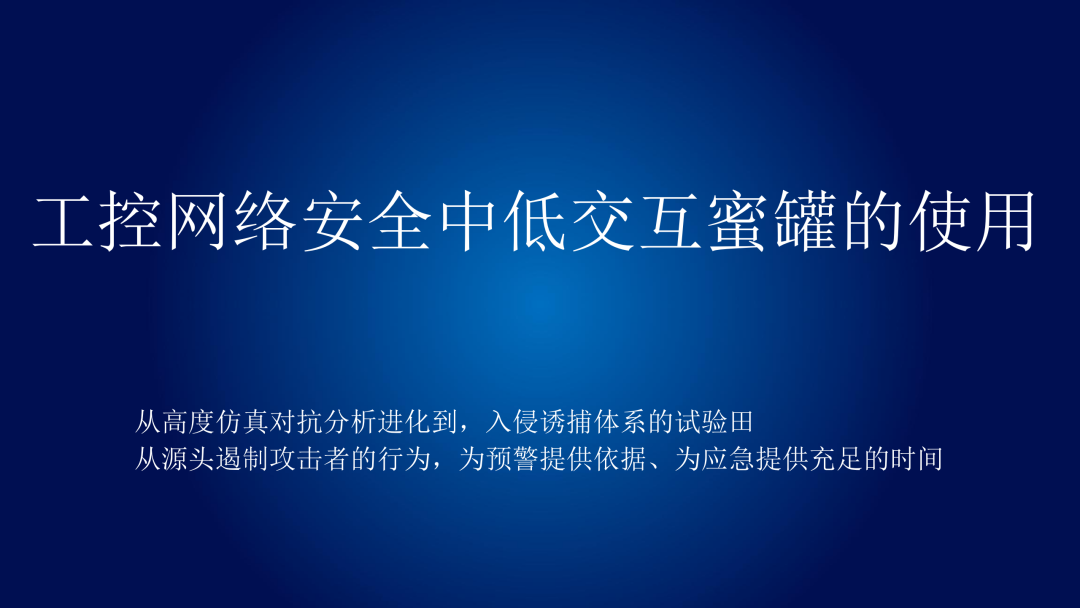 工控网络安全中低交互蜜罐的使用
从高度仿真对抗分析进化到，入侵诱捕体系的试验田
从源头遏制攻击者的行为，为预警提供依据、为应急提供充足的时间